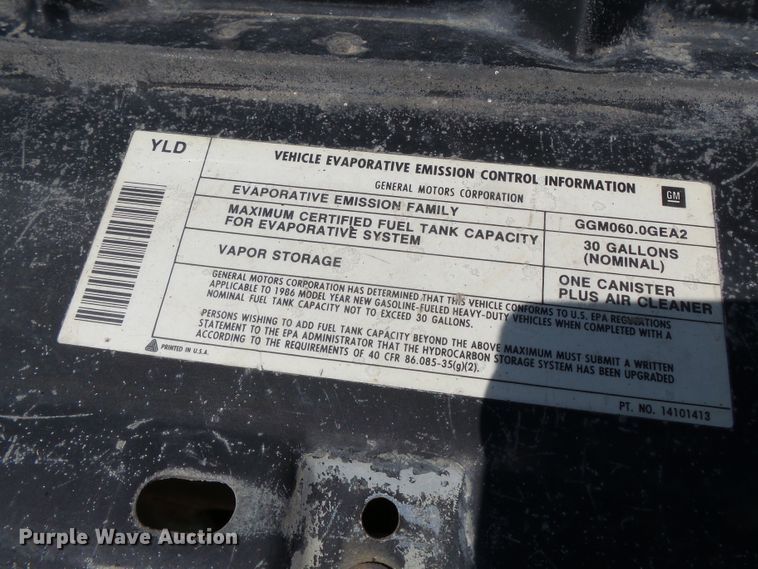 YLD
VEHICLE EVAPORATIVE EMISSION CONTROL INFORMATION
GENERAL MOTORS CORPORATION
GM
EVAPORATIVE EMISSION FAMILY
GGM060.0GEA2
MAXIMUM CERTIFIED FUEL TANK CAPACITY
FOR EVAPORATIVE SYSTEM
30 GALLONS
(NOMINAL)
VAPOR STORAGE
ONE CANISTER
PLUS AIR CLEANER
GENERAL MOTORS CORPORATION HAS DETERMINED THAT THIS VEHICLE CONFORMS TO U.S. EPA REGULATIONS
APPLICABLE TO 1986 MODEL YEAR NEW GASOLINE-FUELED HEAVY-DUTY VEHICLES WHEN COMPLETED WITH A
NOMINAL FUEL TANK CAPACITY NOT TO EXCEED 30 GALLONS.
PERSONS WISHING TO ADD FUEL TANK CAPACITY BEYOND THE ABOVE MAXIMUM MUST SUBMIT A WRITTEN
STATEMENT TO THE EPA ADMINISTRATOR THAT THE HYDROCARBON STORAGE SYSTEM HAS BEEN UPGRADED
ACCORDING TO THE REQUIREMENTS OF 40 CFR 86.085-35(g)(2).
PRINTED IN U.S.A.
PT. NO. 14101413
Purple Wave Auction